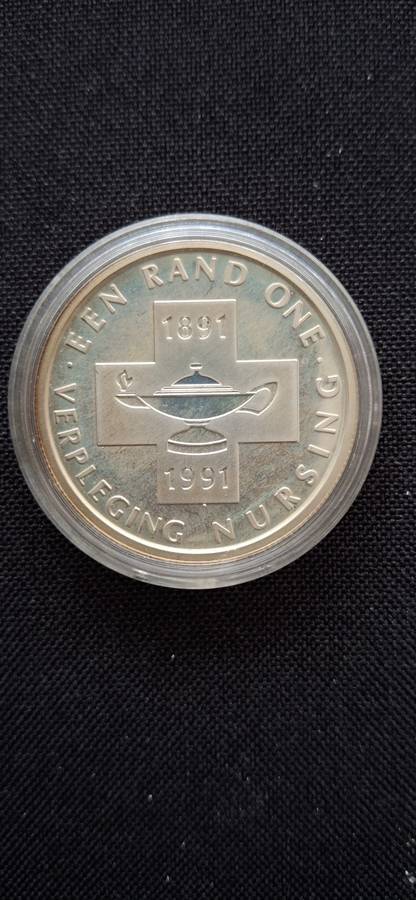 · EEN RAND ONE ·
1891
1991
VERPLEGING NURSING